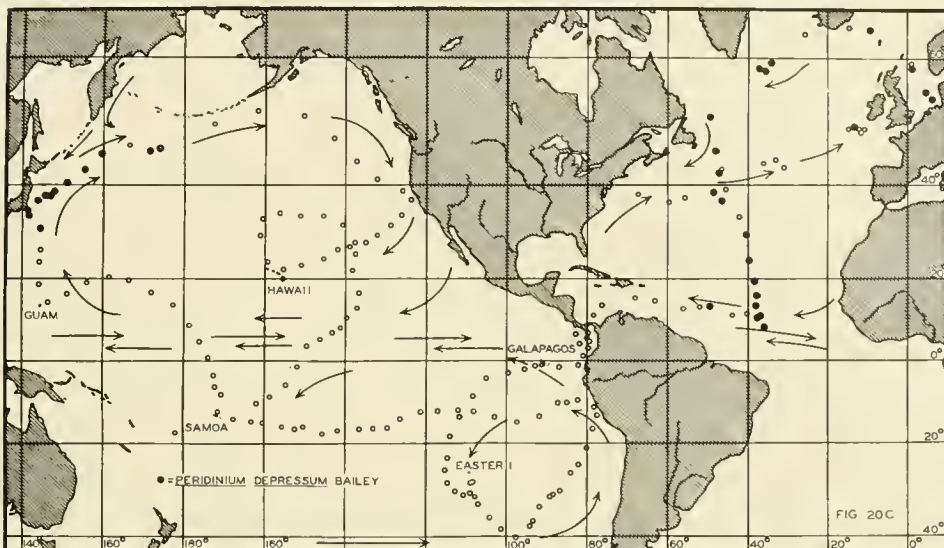 40°
HAWAII
GUAM
GALAPAGOS
0°
SAMOA
20°
EASTER I
●=PERIDINIUM DEPRESSUM BAILEY
FIG 20C
40°
140° 160° 180° 160° 100° 80° 60° 40° 20° 0°